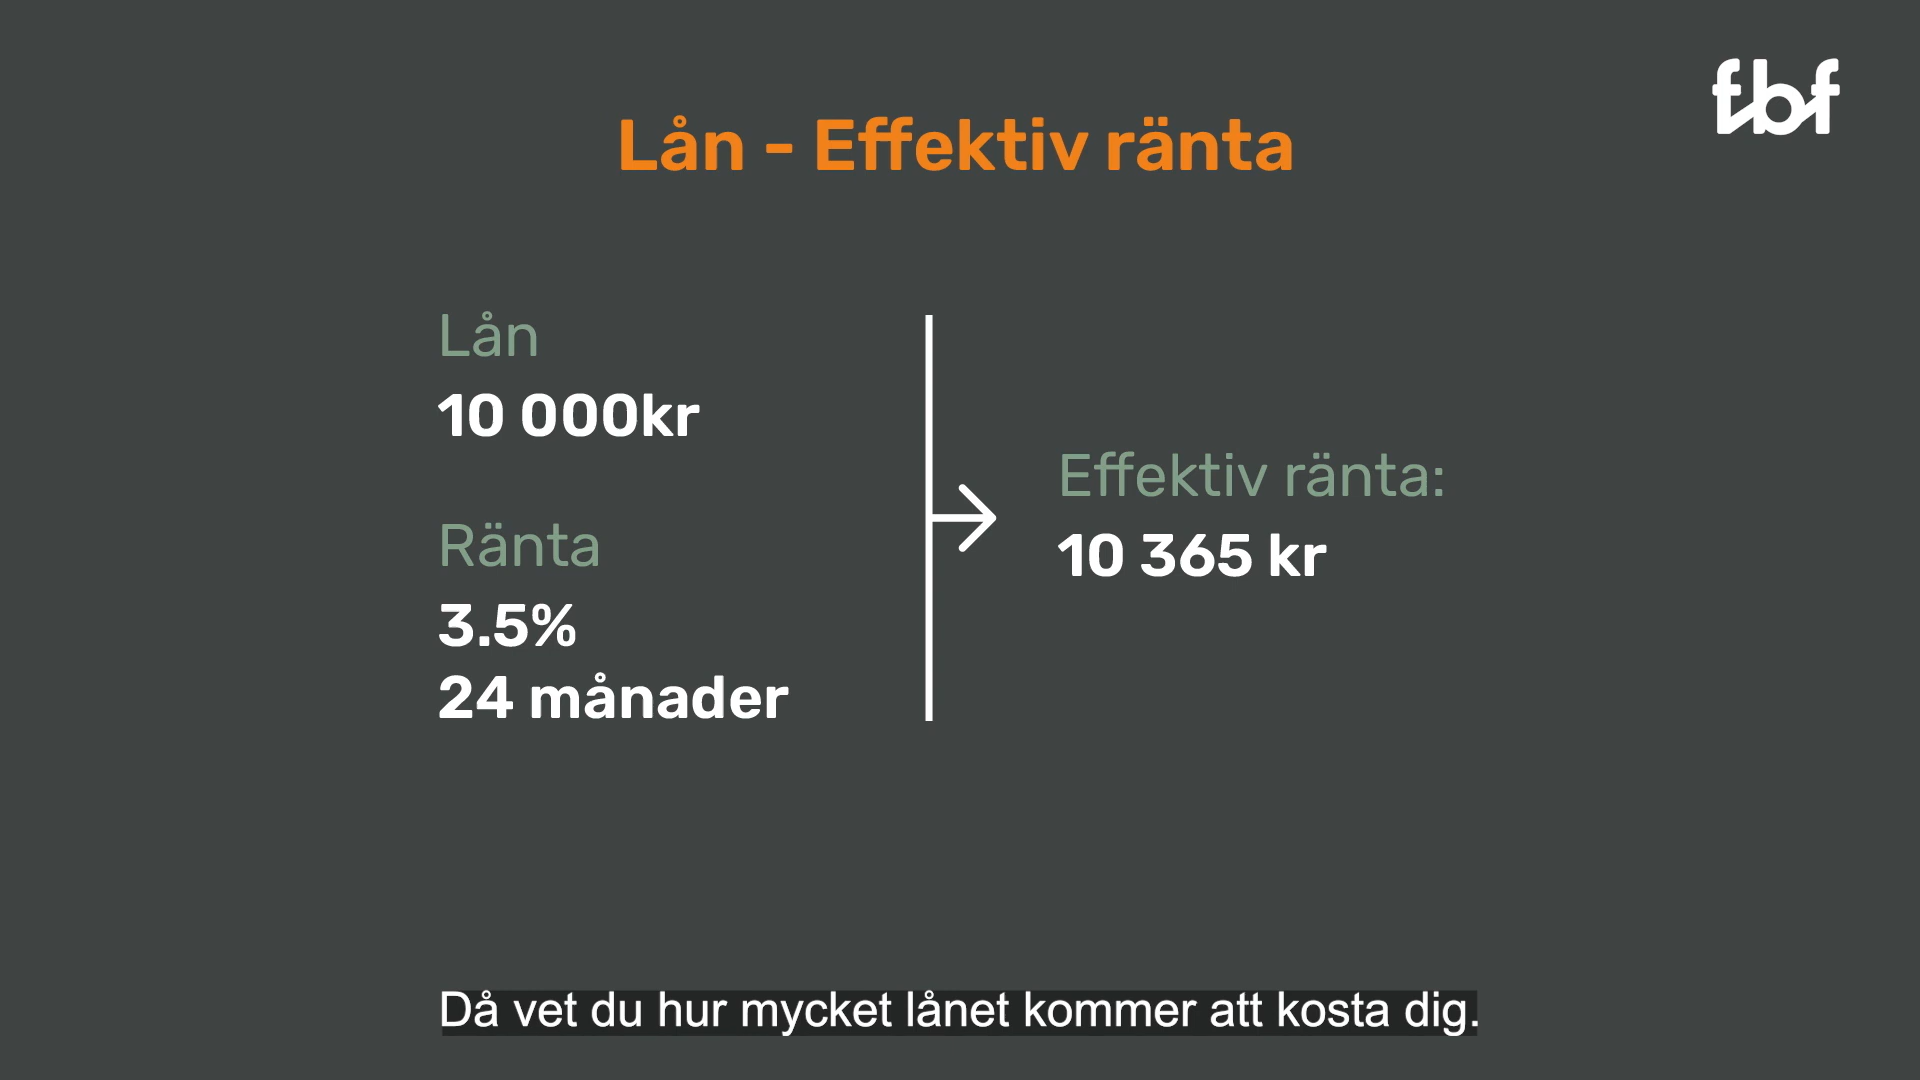 fbf
Lån - Effektiv ränta
Lån
10 000kr
Ränta
3.5%
24 månader
Effektiv ränta:
10 365 kr
Då vet du hur mycket lånet kommer att kosta dig.